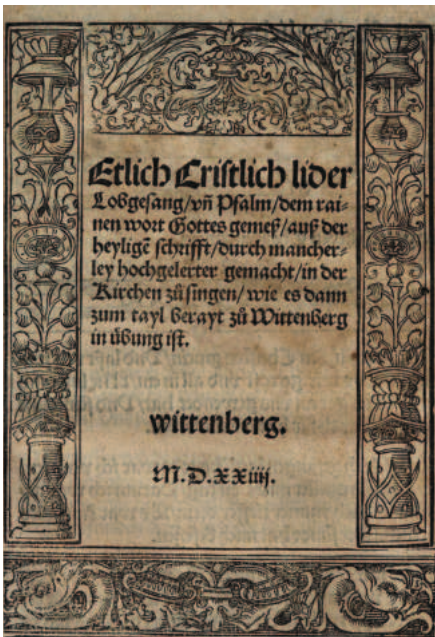 Etlich Cristlich lider
Lobgesang/ vñ Psalm/ dem rai-
nen wort Gottes gemeß/ auß der
heyligē schrifft/ durch mancher-
ley hochgelerter gemacht/ in der
Kirchen zů singen/ wie es dann
zum tayl berayt zů Wittenberg
in übung ist.
wittenberg.
M.D.XXiiij.